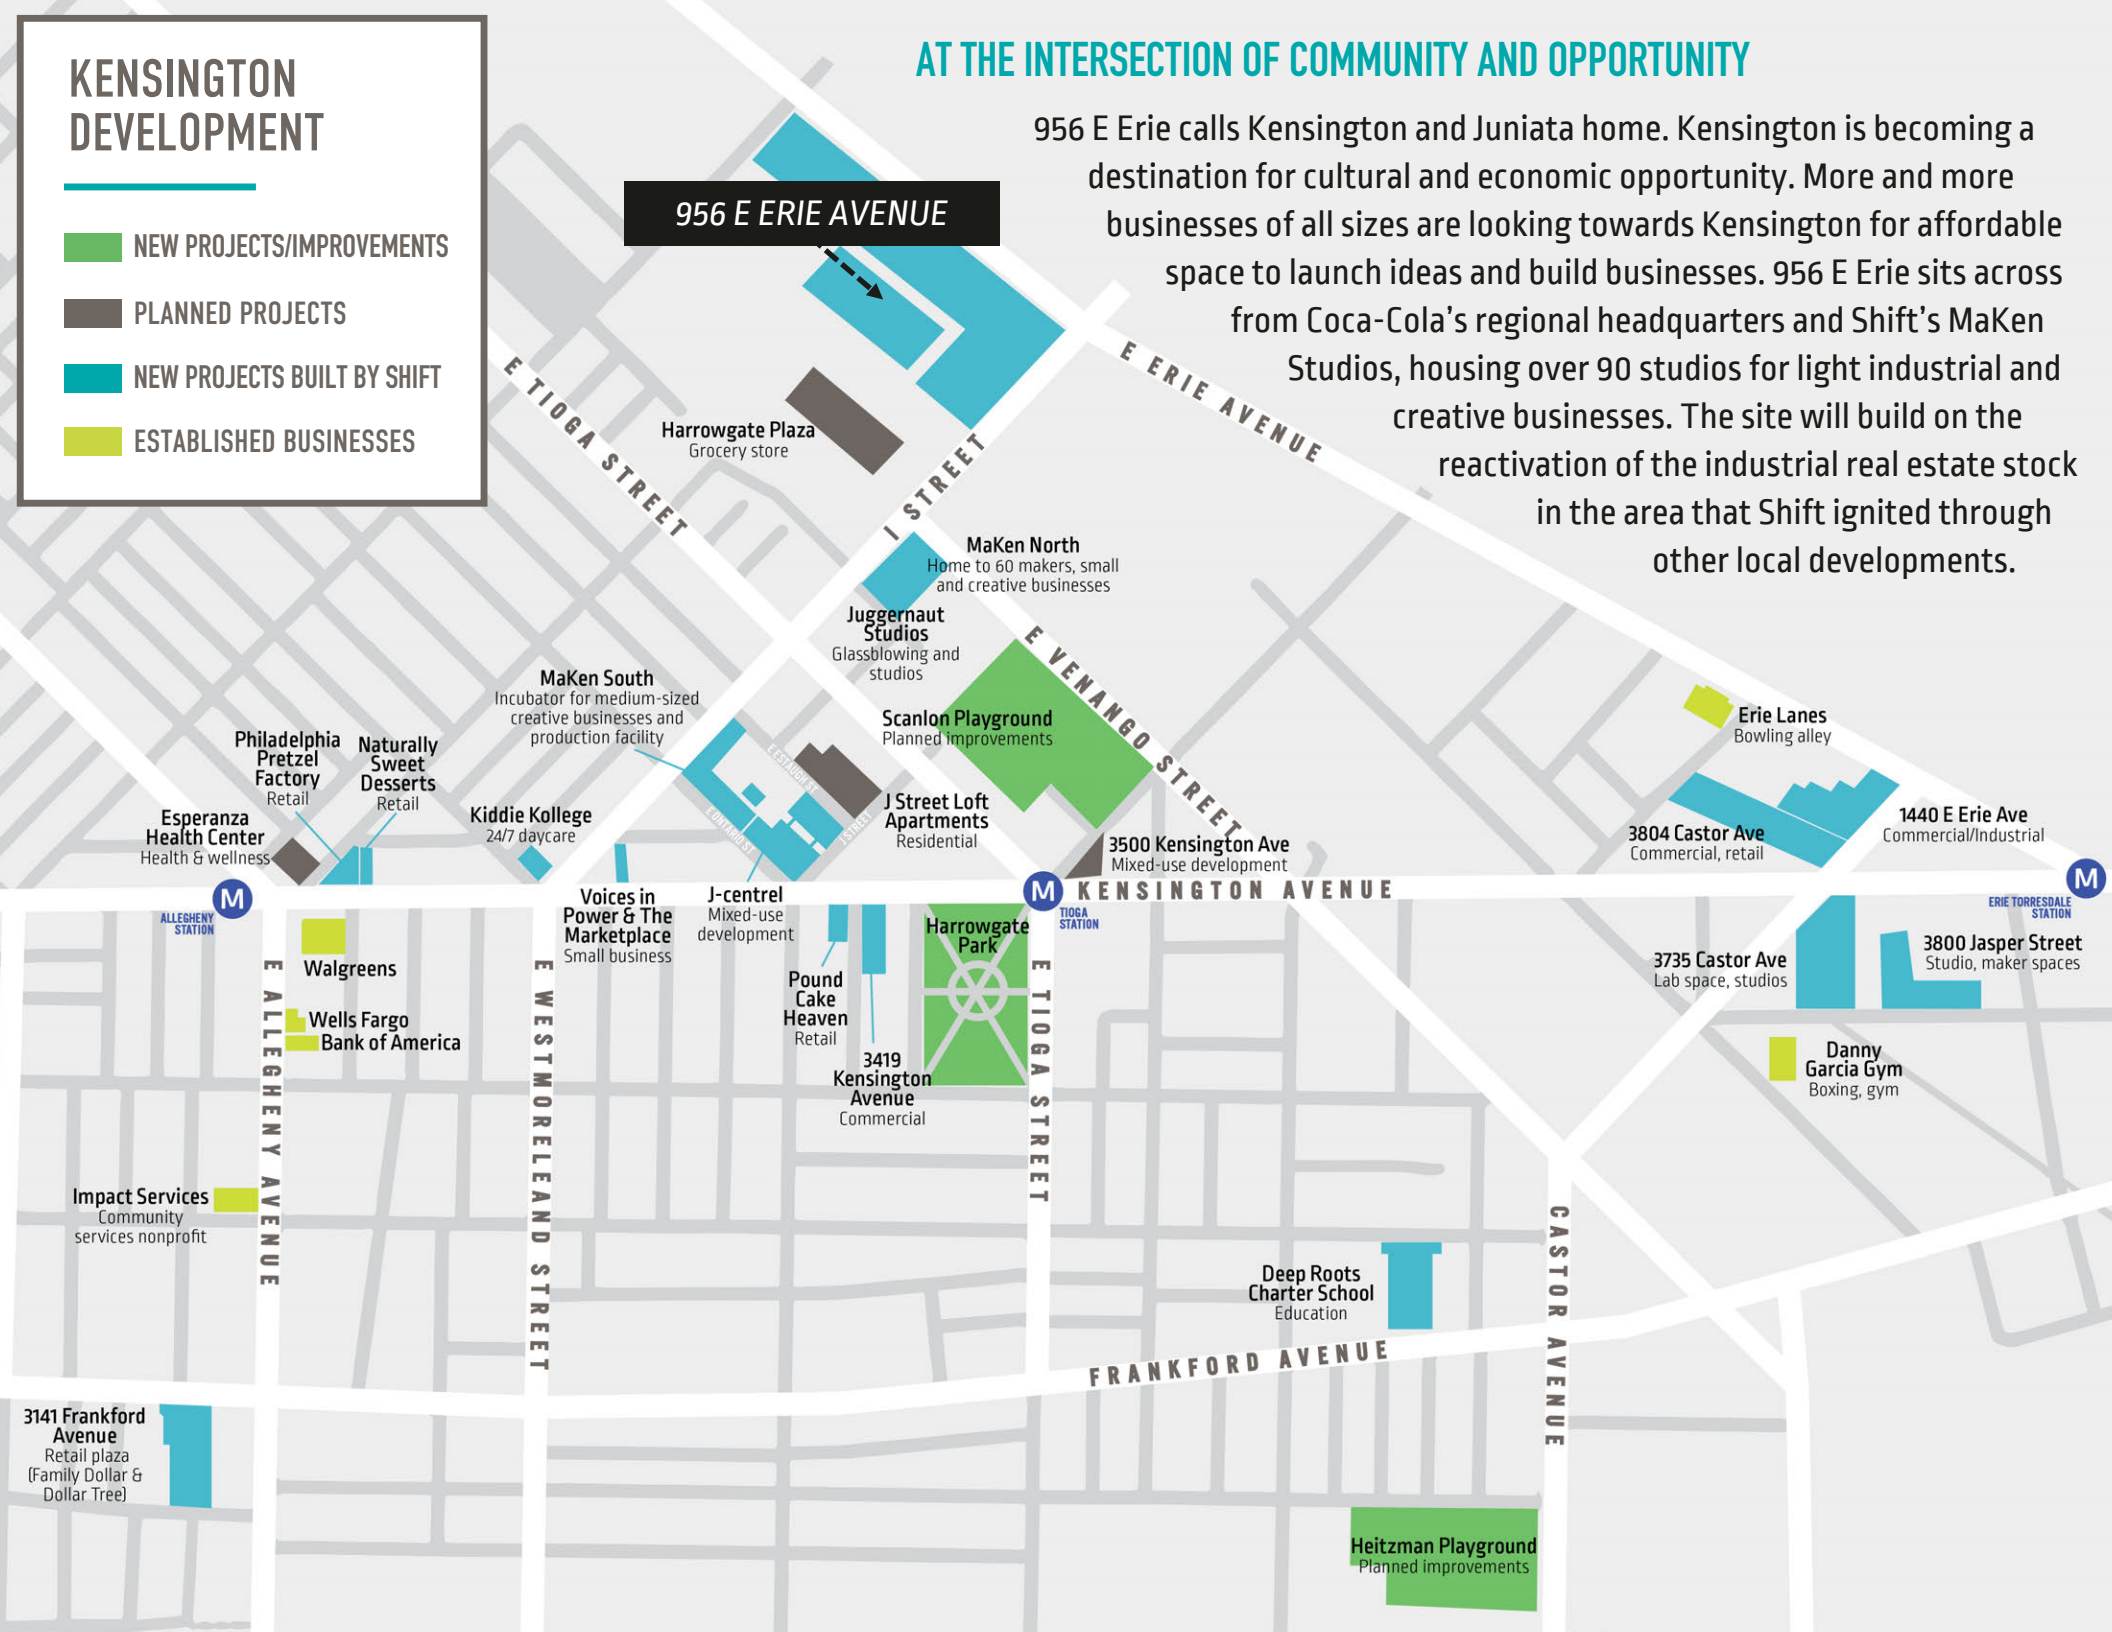 KENSINGTON
DEVELOPMENT
NEW PROJECTS/IMPROVEMENTS
PLANNED PROJECTS
NEW PROJECTS BUILT BY SHIFT
ESTABLISHED BUSINESSES
AT THE INTERSECTION OF COMMUNITY AND OPPORTUNITY
956 E Erie calls Kensington and Juniata home. Kensington is becoming a
destination for cultural and economic opportunity. More and more
businesses of all sizes are looking towards Kensington for affordable
space to launch ideas and build businesses. 956 E Erie sits across
from Coca-Cola's regional headquarters and Shift's MaKen
Studios, housing over 90 studios for light industrial and
creative businesses. The site will build on the
reactivation of the industrial real estate stock
in the area that Shift ignited through
other local developments.
956 E ERIE AVENUE
E ERIE AVENUE
E TIOGA STREET
Harrowgate Plaza
Grocery store
I STREET
MaKen North
Home to 60 makers, small
and creative businesses
Juggernaut
Studios
Glassblowing and
studios
E VENANGO STREET
MaKen South
Incubator for medium-sized
creative businesses and
production facility
Scanlon Playground
Planned improvements
Erie Lanes
Bowling alley
Philadelphia
Pretzel
Factory
Retail
Naturally
Sweet
Desserts
Retail
E ESTAUGH ST
E ONTARIO ST
J STREET
Esperanza
Health Center
Health & wellness
Kiddie Kollege
24/7 daycare
J Street Loft
Apartments
Residential
3500 Kensington Ave
Mixed-use development
3804 Castor Ave
Commercial, retail
1440 E Erie Ave
Commercial/Industrial
M
ALLEGHENY
STATION
M
TIOGA
STATION
KENSINGTON AVENUE
M
ERIE TORRESDALE
STATION
Walgreens
Voices in
Power & The
Marketplace
Small business
J-centrel
Mixed-use
development
Pound
Cake
Heaven
Retail
Harrowgate
Park
3735 Castor Ave
Lab space, studios
3800 Jasper Street
Studio, maker spaces
Wells Fargo
Bank of America
3419
Kensington
Avenue
Commercial
Danny
Garcia Gym
Boxing, gym
E ALLEGHENY AVENUE
E WESTMORELEAND STREET
E TIOGA STREET
Impact Services
Community
services nonprofit
CASTOR AVENUE
Deep Roots
Charter School
Education
FRANKFORD AVENUE
3141 Frankford
Avenue
Retail plaza
(Family Dollar &
Dollar Tree)
Heitzman Playground
Planned improvements